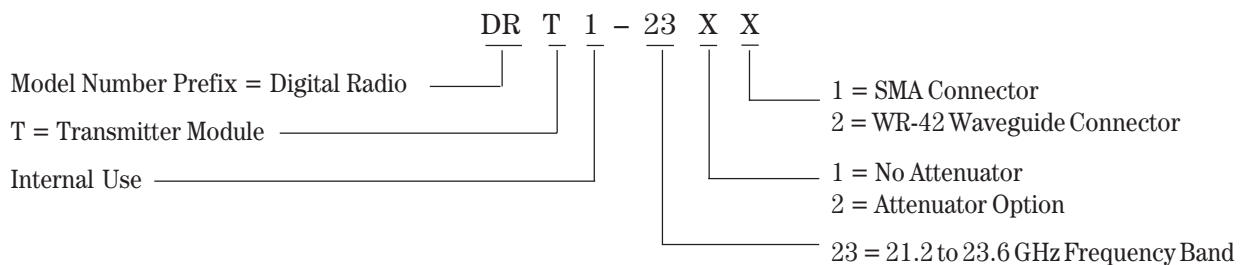 DR T 1 – 23 X X
Model Number Prefix = Digital Radio
T = Transmitter Module
Internal Use
1 = SMA Connector
2 = WR-42 Waveguide Connector
1 = No Attenuator
2 = Attenuator Option
23 = 21.2 to 23.6 GHz Frequency Band